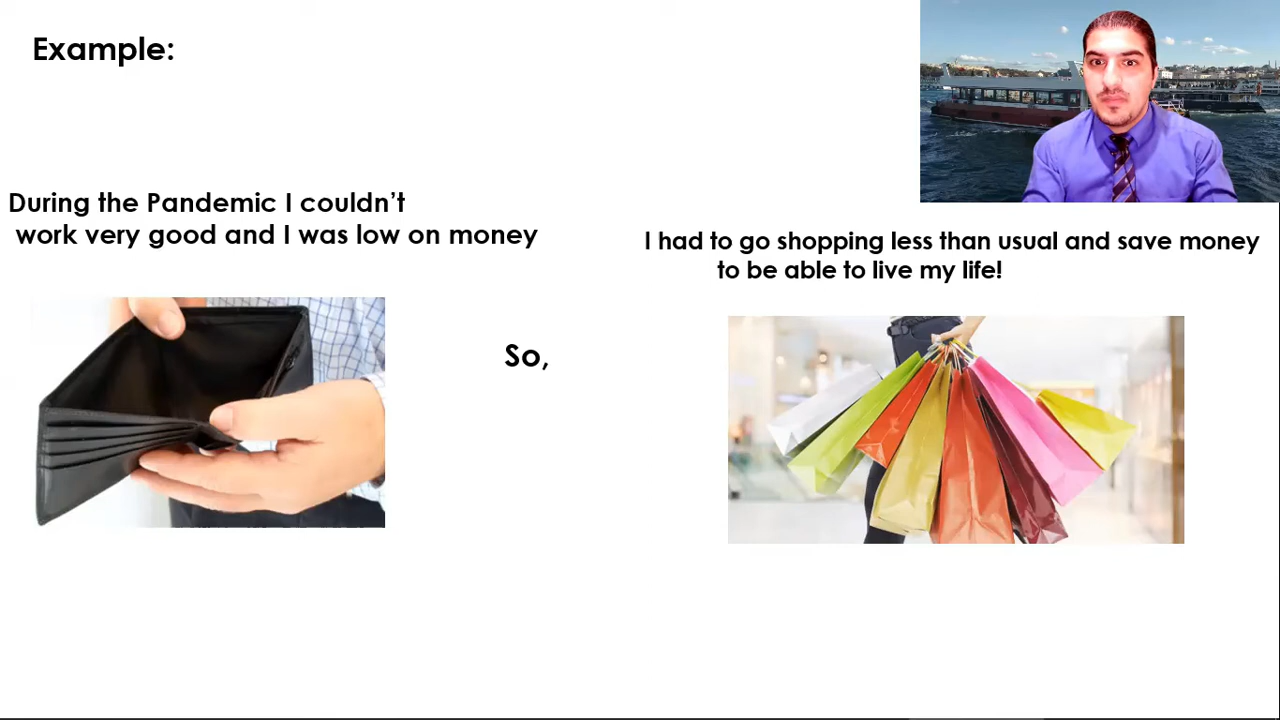 Example:
During the Pandemic I couldn’t
work very good and I was low on money
So,
I had to go shopping less than usual and save money
to be able to live my life!